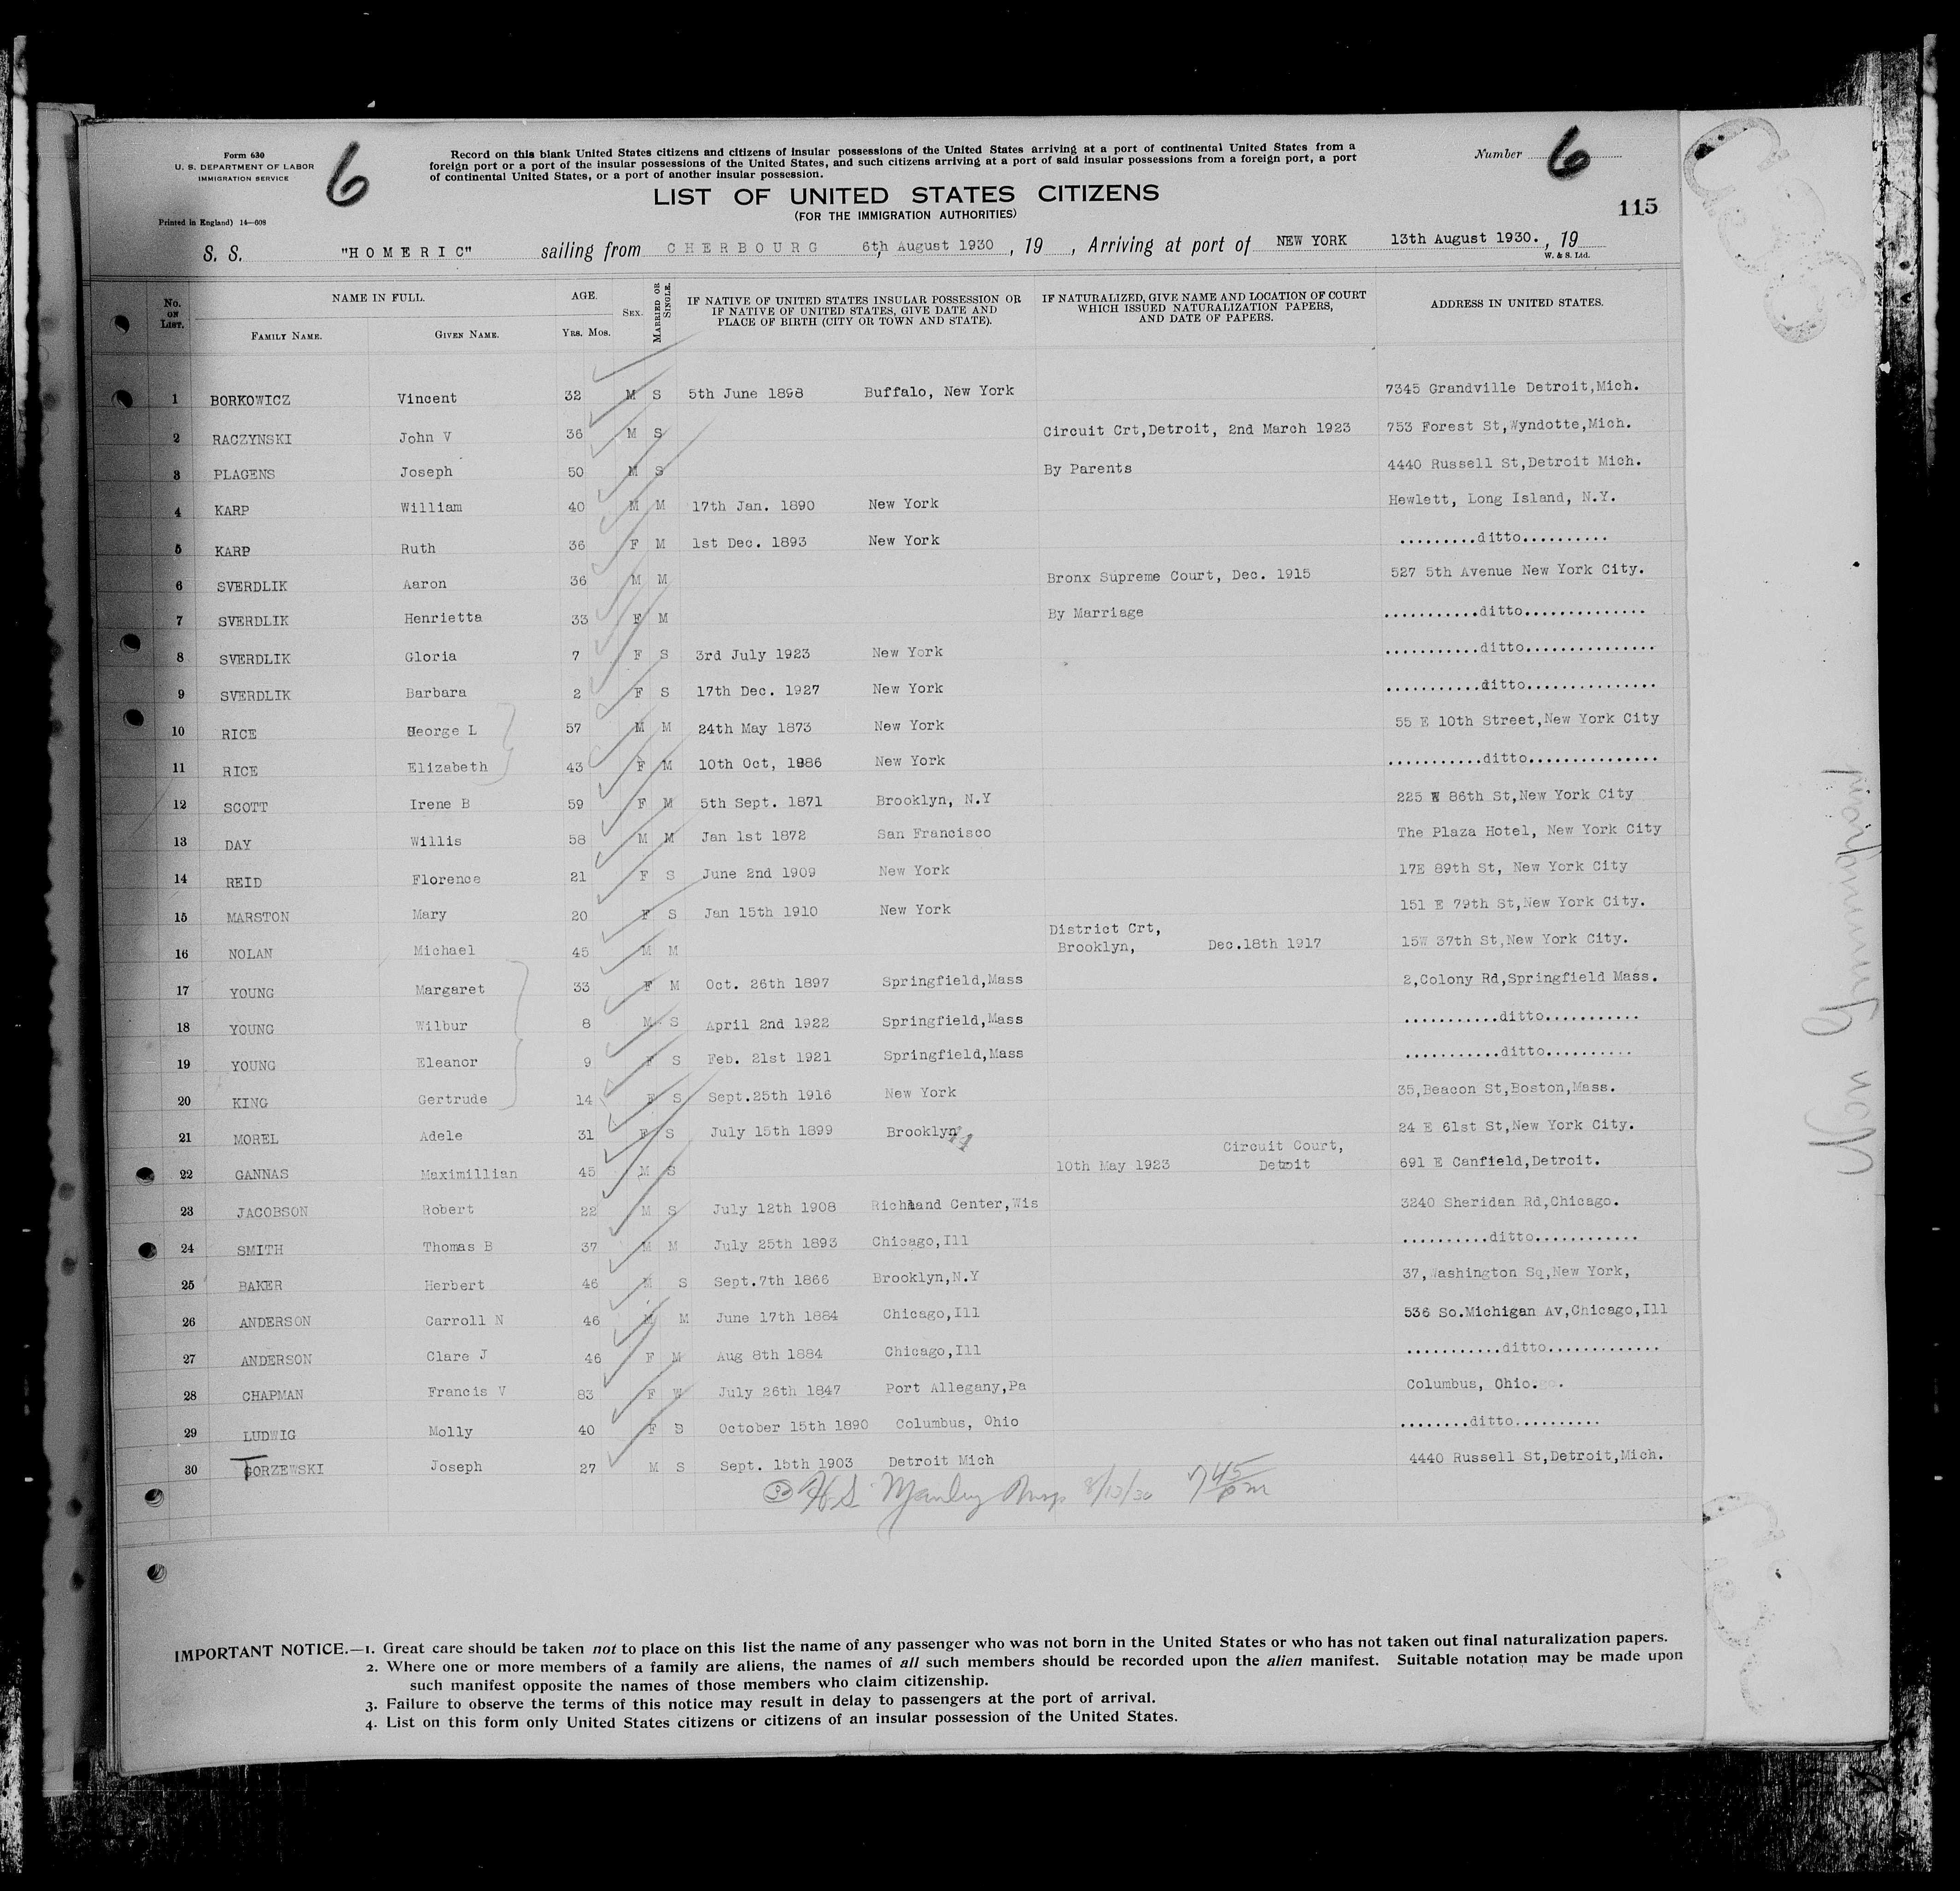 Form 630
U. S. DEPARTMENT OF LABOR
IMMIGRATION SERVICE
6
Record on this blank United States citizens and citizens of insular possessions of the United States arriving at a port of continental United States from a
foreign port or a port of the insular possessions of the United States, and such citizens arriving at a port of said insular possessions from a foreign port, a port
of continental United States, or a port of another insular possession.
Number 6
LIST OF UNITED STATES CITIZENS
(FOR THE IMMIGRATION AUTHORITIES)
115
Printed in England) 14—608
S. S. "HOMERIC" sailing from CHERBOURG 6th, August 1930 , 19 , Arriving at port of NEW YORK 13th August 1930. , 19
W. & S. Ltd.
No. ON LIST. NAME IN FULL. FAMILY NAME. GIVEN NAME. AGE. YRS. MOS. SEX. MARRIED OR SINGLE. IF NATIVE OF UNITED STATES INSULAR POSSESSION OR IF NATIVE OF UNITED STATES, GIVE DATE AND PLACE OF BIRTH (CITY OR TOWN AND STATE). IF NATURALIZED, GIVE NAME AND LOCATION OF COURT WHICH ISSUED NATURALIZATION PAPERS, AND DATE OF PAPERS. ADDRESS IN UNITED STATES.
1 BORKOWICZ Vincent 32 M S 5th June 1898 Buffalo, New York 7345 Grandville Detroit,Mich.
2 RACZYNSKI John V 36 M S Circuit Crt,Detroit, 2nd March 1923 753 Forest St,Wyndotte,Mich.
3 PLAGENS Joseph 50 M S By Parents 4440 Russell St,Detroit Mich.
4 KARP William 40 M M 17th Jan. 1890 New York Hewlett, Long Island, N.Y.
5 KARP Ruth 36 F M 1st Dec. 1893 New York .........ditto..........
6 SVERDLIK Aaron 36 M M Bronx Supreme Court, Dec. 1915 527 5th Avenue New York City.
7 SVERDLIK Henrietta 33 F M By Marriage ...........ditto..............
8 SVERDLIK Gloria 7 F S 3rd July 1923 New York ...........ditto...............
9 SVERDLIK Barbara 2 F S 17th Dec. 1927 New York ...........ditto...............
10 RICE George L 57 M M 24th May 1873 New York 55 E 10th Street,New York City
11 RICE Elizabeth 43 F M 10th Oct, 1886 New York ...........ditto...............
12 SCOTT Irene B 59 F M 5th Sept. 1871 Brooklyn, N.Y 225 W 86th St,New York City
13 DAY Willis 58 M M Jan 1st 1872 San Francisco The Plaza Hotel, New York City
14 REID Florence 21 F S June 2nd 1909 New York 17E 89th St, New York City
15 MARSTON Mary 20 F S Jan 15th 1910 New York 151 E 79th St,New York City.
District Crt,
16 NOLAN Michael 45 M M Brooklyn, Dec.18th 1917 15W 37th St,New York City.
17 YOUNG Margaret 33 F M Oct. 26th 1897 Springfield,Mass 2,Colony Rd,Springfield Mass.
18 YOUNG Wilbur 8 M S April 2nd 1922 Springfield,Mass ...........ditto...........
19 YOUNG Eleanor 9 F S Feb. 21st 1921 Springfield,Mass ...........ditto..........
20 KING Gertrude 14 F S Sept.25th 1916 New York 35,Beacon St,Boston,Mass.
21 MOREL Adele 31 F S July 15th 1899 Brooklyn 24 E 61st St,New York City.
Circuit Court,
22 GANNAS Maximillian 45 M S 10th May 1923 Detroit 691 E Canfield,Detroit.
23 JACOBSON Robert 22 M S July 12th 1908 Richland Center,Wis 3240 Sheridan Rd,Chicago.
24 SMITH Thomas B 37 M M July 25th 1893 Chicago,Ill ..........ditto............
25 BAKER Herbert 46 M S Sept.7th 1866 Brooklyn,N.Y 37,Washington Sq,New York,
26 ANDERSON Carroll N 46 M M June 17th 1884 Chicago,Ill 536 So.Michigan Av,Chicago,Ill
27 ANDERSON Clare J 46 F M Aug 8th 1884 Chicago,Ill ...........ditto.............
28 CHAPMAN Francis V 83 F W July 26th 1847 Port Allegany,Pa Columbus, Ohio.
29 LUDWIG Molly 40 F S October 15th 1890 Columbus, Ohio ........ditto..........
30 TORZEWSKI Joseph 27 M S Sept. 15th 1903 Detroit Mich 4440 Russell St,Detroit,Mich.
30 H S Manley Insp 8/13/30 7 45 pm
IMPORTANT NOTICE.—1. Great care should be taken not to place on this list the name of any passenger who was not born in the United States or who has not taken out final naturalization papers.
2. Where one or more members of a family are aliens, the names of all such members should be recorded upon the alien manifest. Suitable notation may be made upon
such manifest opposite the names of those members who claim citizenship.
3. Failure to observe the terms of this notice may result in delay to passengers at the port of arrival.
4. List on this form only United States citizens or citizens of an insular possession of the United States.